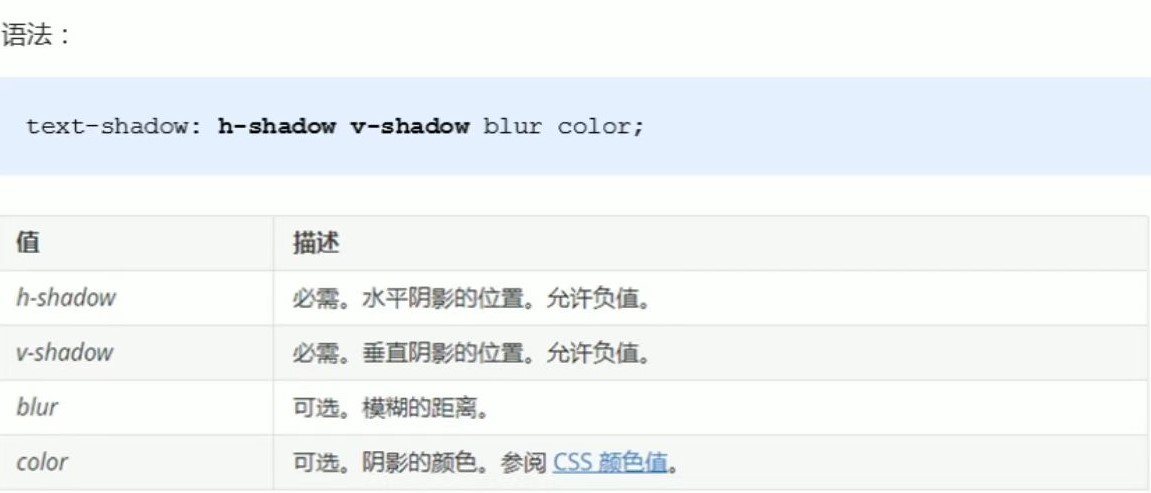 语法：
text-shadow: h-shadow v-shadow blur color;
值 描述
h-shadow 必需。水平阴影的位置。允许负值。
v-shadow 必需。垂直阴影的位置。允许负值。
blur 可选。模糊的距离。
color 可选。阴影的颜色。参阅 CSS 颜色值。